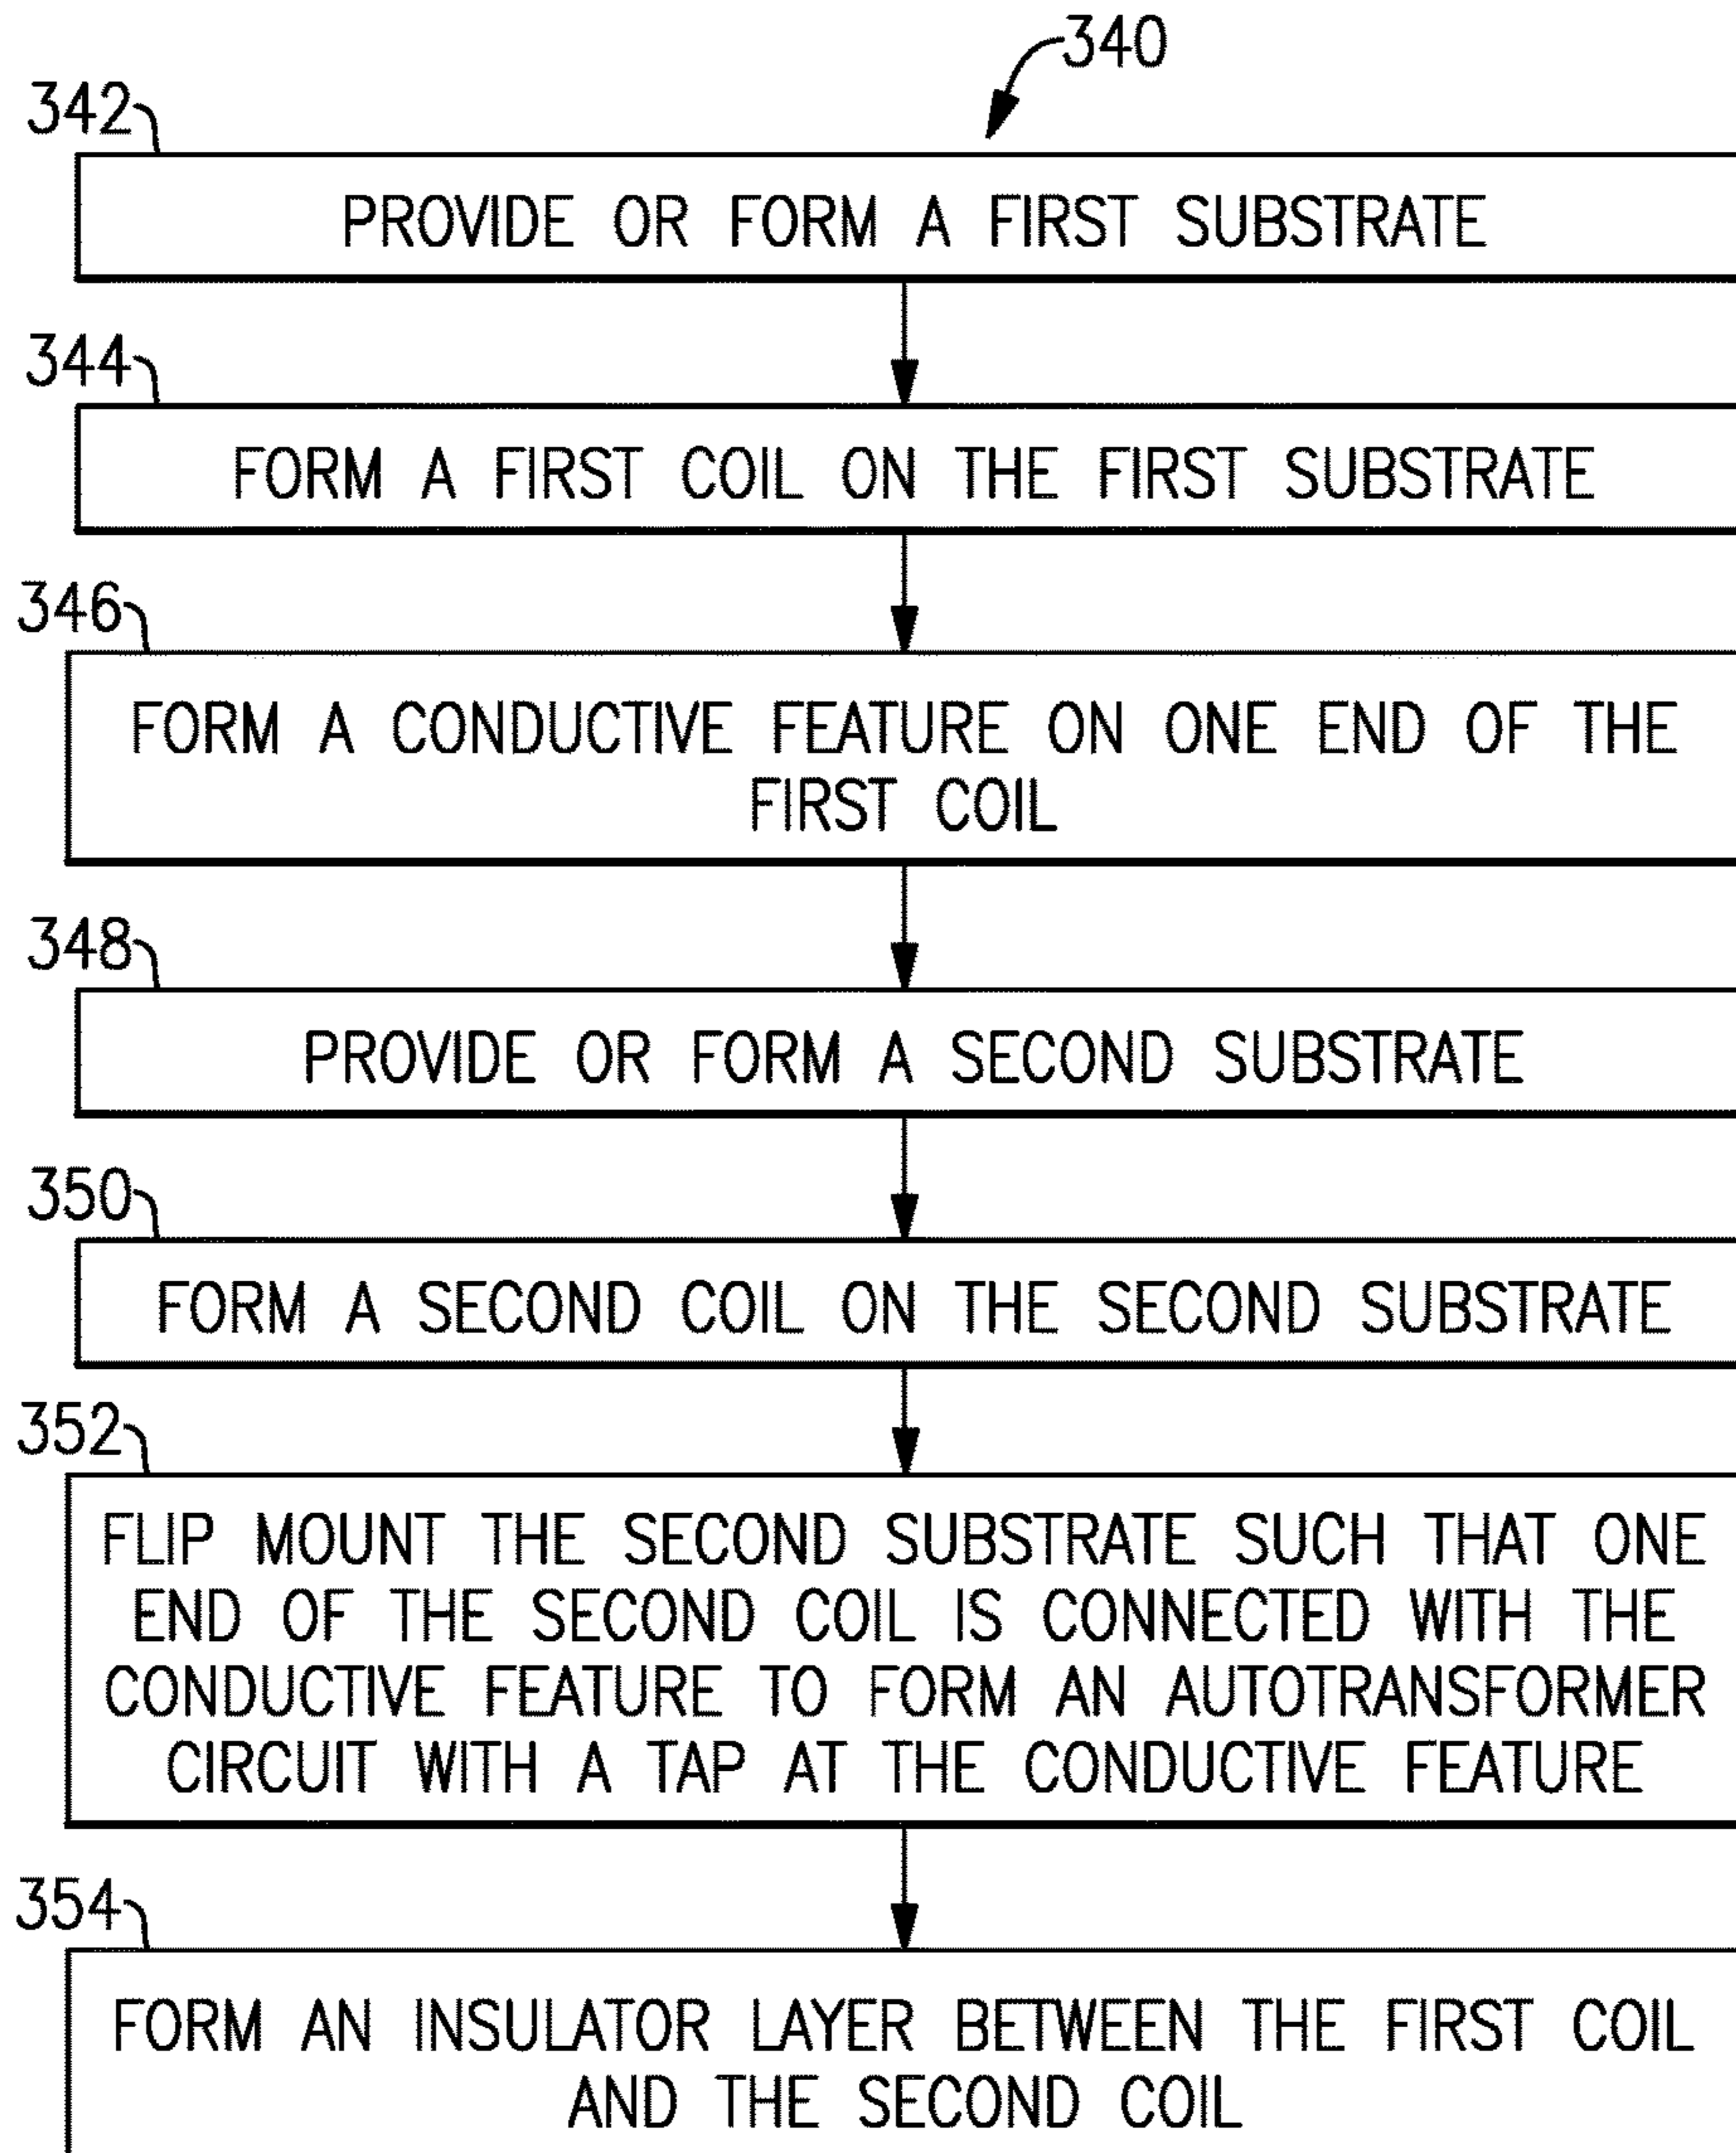 340
342
PROVIDE OR FORM A FIRST SUBSTRATE
344
FORM A FIRST COIL ON THE FIRST SUBSTRATE
346
FORM A CONDUCTIVE FEATURE ON ONE END OF THE
FIRST COIL
348
PROVIDE OR FORM A SECOND SUBSTRATE
350
FORM A SECOND COIL ON THE SECOND SUBSTRATE
352
FLIP MOUNT THE SECOND SUBSTRATE SUCH THAT ONE
END OF THE SECOND COIL IS CONNECTED WITH THE
CONDUCTIVE FEATURE TO FORM AN AUTOTRANSFORMER
CIRCUIT WITH A TAP AT THE CONDUCTIVE FEATURE
354
FORM AN INSULATOR LAYER BETWEEN THE FIRST COIL
AND THE SECOND COIL